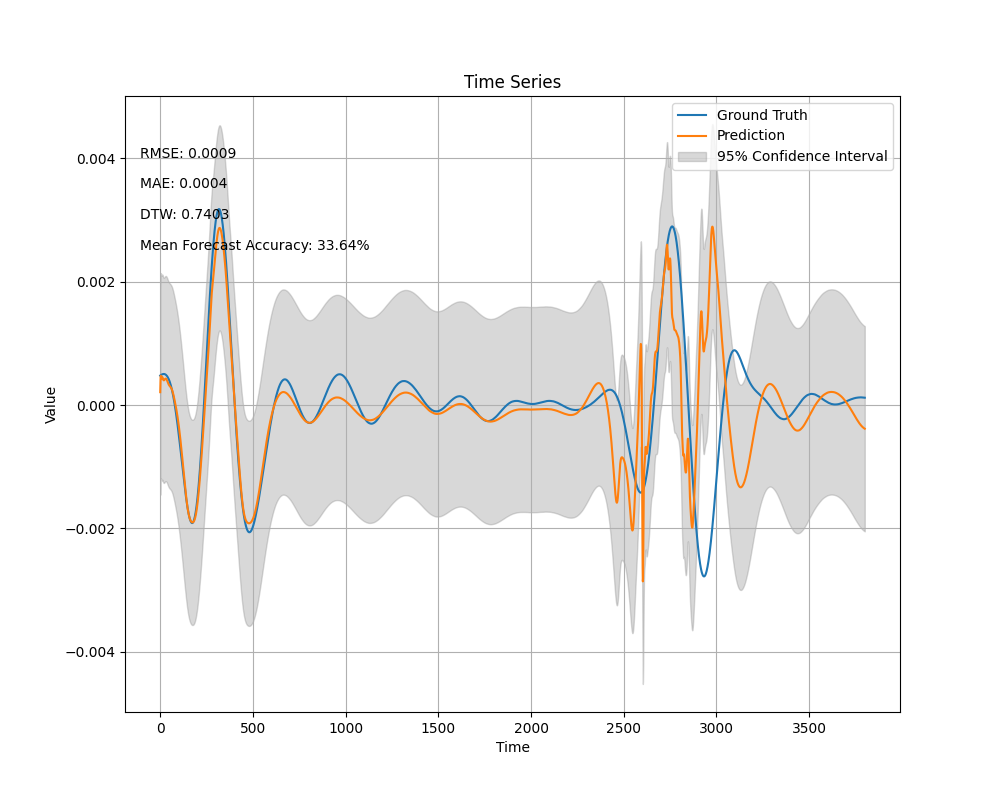 Time Series
Ground Truth
Prediction
95% Confidence Interval
RMSE: 0.0009
MAE: 0.0004
DTW: 0.7403
Mean Forecast Accuracy: 33.64%
Value
0.004
0.002
0.000
−0.002
−0.004
0 500 1000 1500 2000 2500 3000 3500
Time